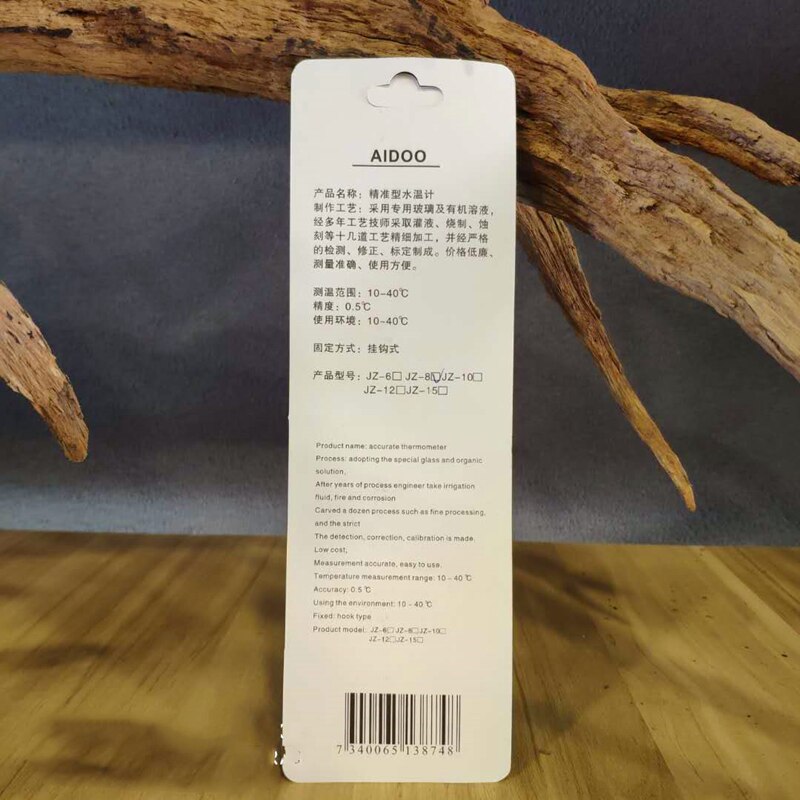 AIDOO
产品名称：精准型水温计
制作工艺：采用专用玻璃及有机溶液，
经多年工艺技师采取灌液、烧制、蚀
刻等十几道工艺精细加工，并经严格
的检测、修正、标定制成。价格低廉、
测量准确、使用方便。
测温范围：10-40℃
精度：0.5℃
使用环境：10-40℃
固定方式：挂钩式
产品型号：JZ-6□ JZ-8☑JZ-10□
JZ-12□JZ-15□
Product name: accurate thermometer
Process: adopting the special glass and organic
solution,
After years of process engineer take irrigation
fluid, fire and corrosion
Carved a dozen process such as fine processing,
and the strict
The detection, correction, calibration is made.
Low cost,
Measurement accurate, easy to use.
Temperature measurement range: 10-40℃
Accuracy: 0.5℃
Using the environment: 10-40℃
Fixed: hook type
Product model: JZ-6□ JZ-8□JZ-10□
JZ-12□JZ-15□
7 340065 138748